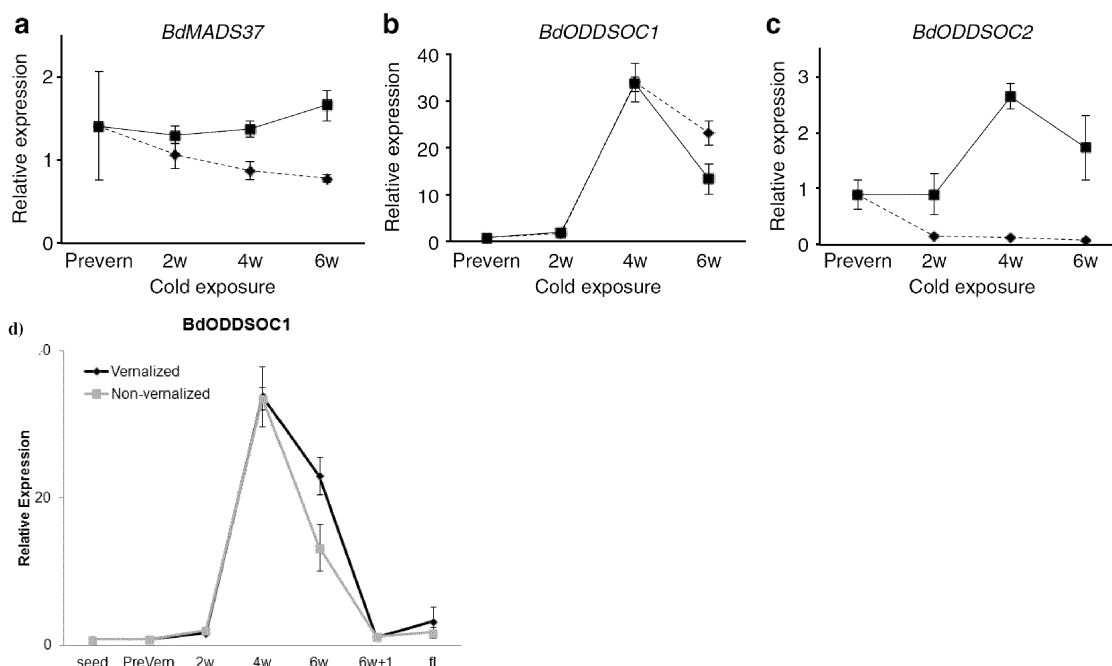 a
BdMADS37
Relative expression
2
1
0
Prevern 2w 4w 6w
Cold exposure
b
BdODDSOC1
Relative expression
40
30
20
10
0
Prevern 2w 4w 6w
Cold exposure
c
BdODDSOC2
Relative expression
3
2
1
0
Prevern 2w 4w 6w
Cold exposure
d)
BdODDSOC1
Vernalized
Non-vernalized
Relative Expression
20
seed PreVern 2w 4w 6w 6w+1 fl